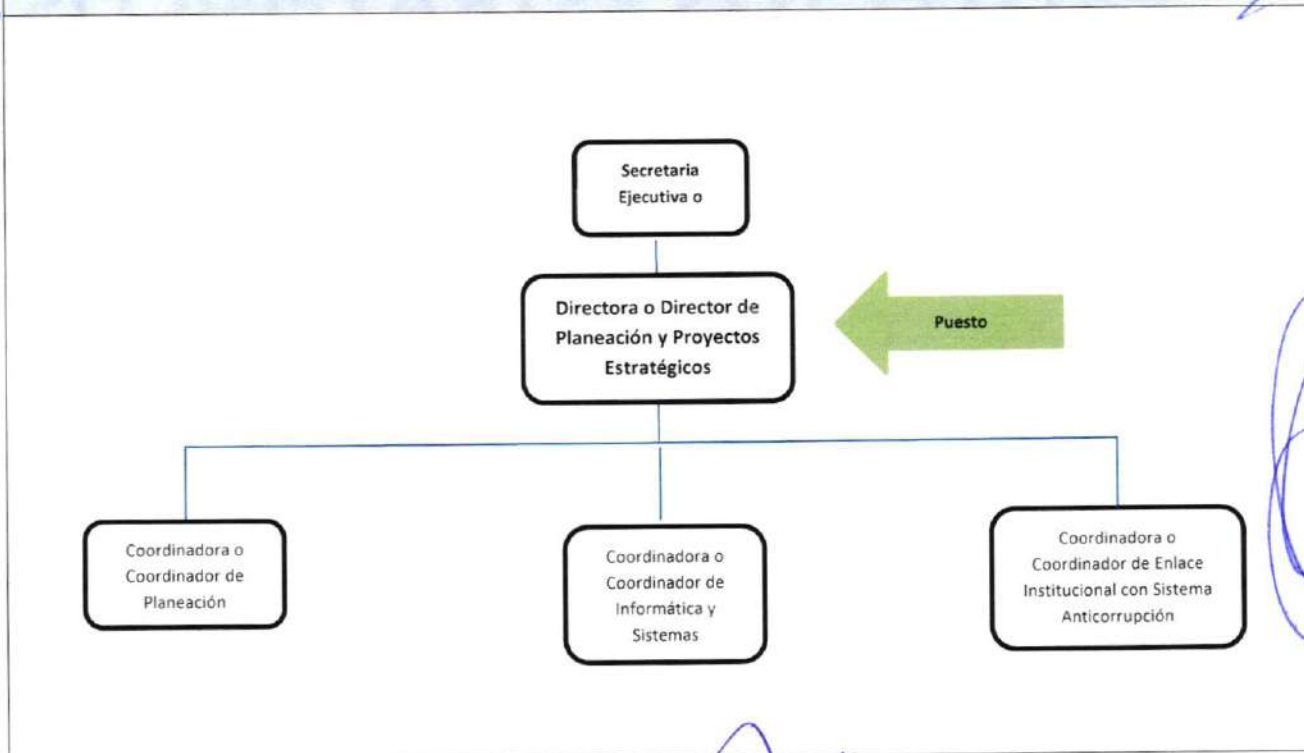 Secretaria
Ejecutiva o
Directora o Director de
Planeación y Proyectos
Estratégicos
Puesto
Coordinadora o
Coordinador de
Planeación
Coordinadora o
Coordinador de
Informática y
Sistemas
Coordinadora o
Coordinador de Enlace
Institucional con Sistema
Anticorrupción